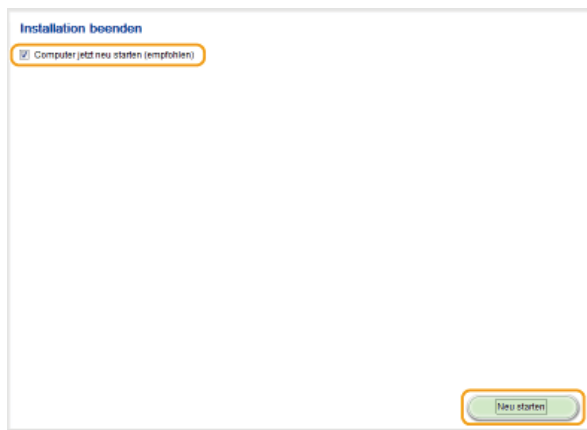 Installation beenden
Computer jetzt neu starten (empfohlen)
Neu starten